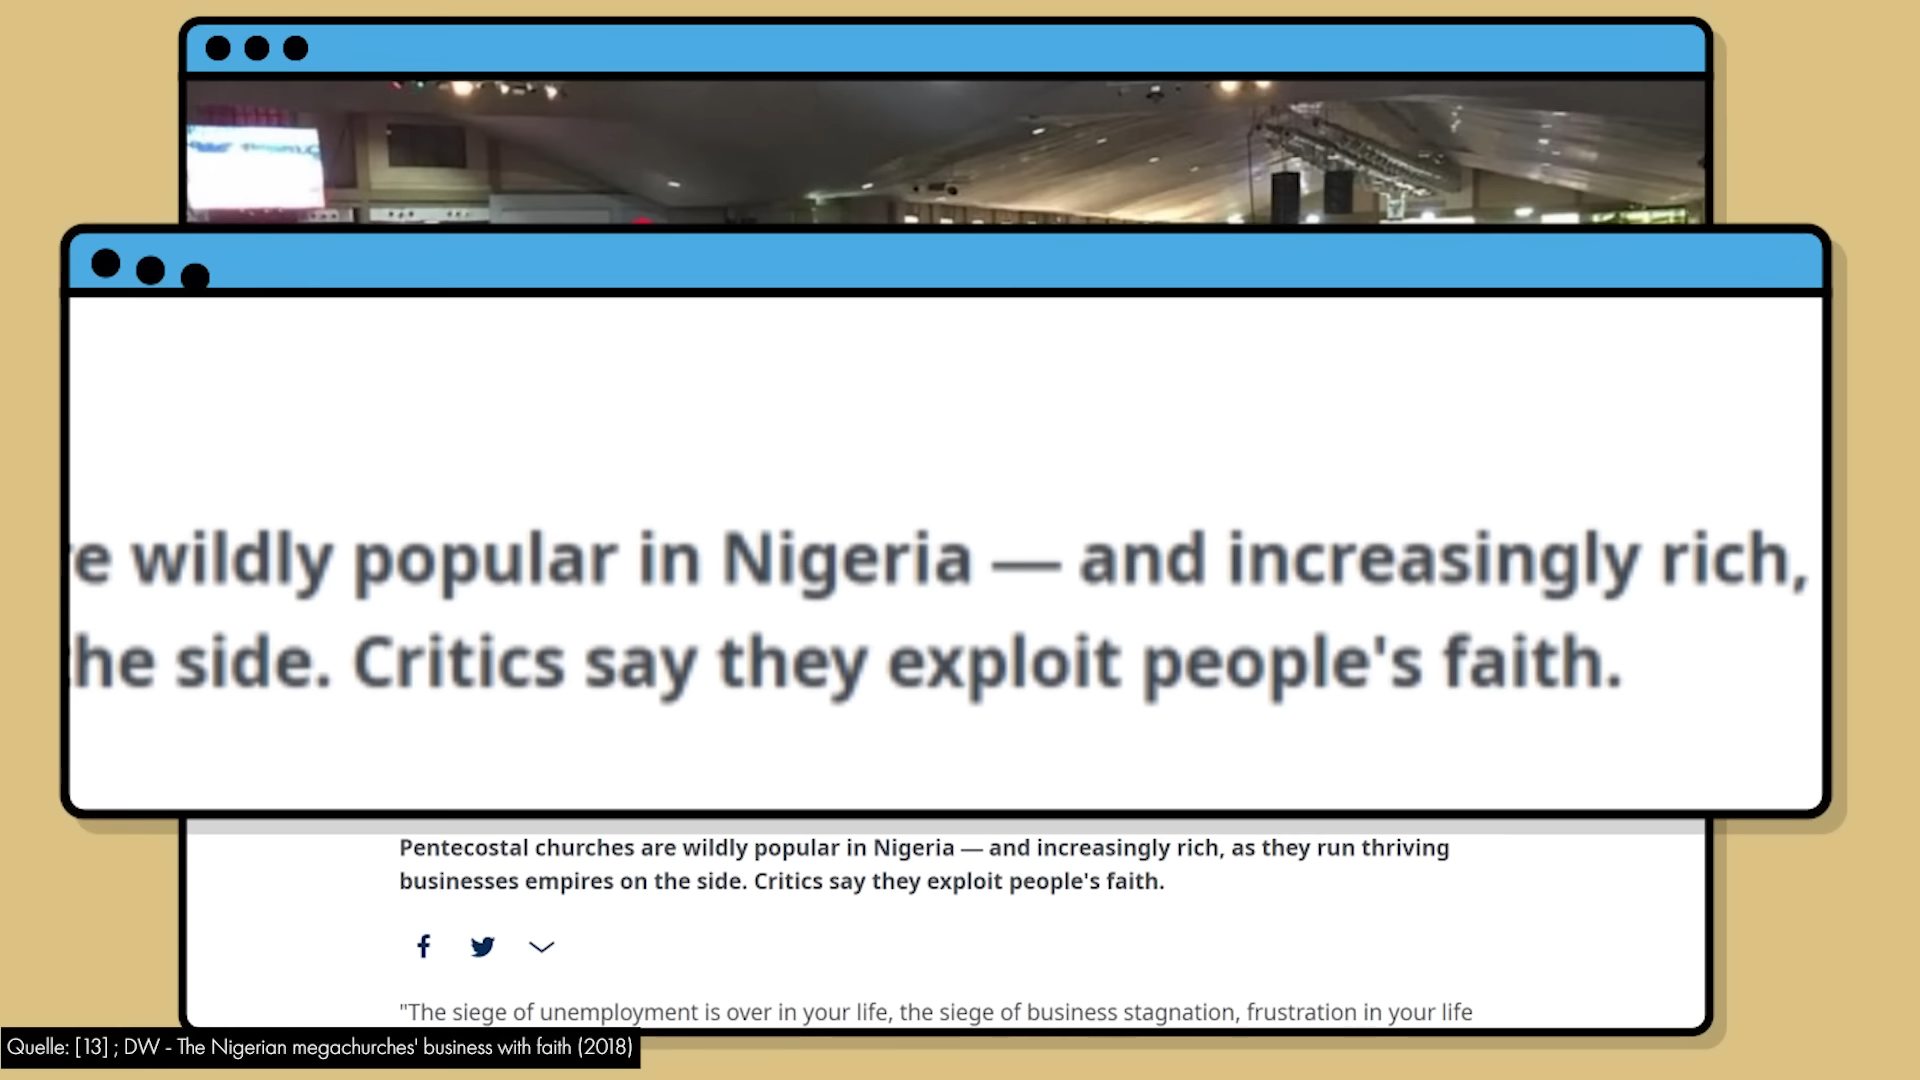 e wildly popular in Nigeria — and increasingly rich,
he side. Critics say they exploit people's faith.
Pentecostal churches are wildly popular in Nigeria — and increasingly rich, as they run thriving
businesses empires on the side. Critics say they exploit people's faith.
"The siege of unemployment is over in your life, the siege of business stagnation, frustration in your life
Quelle: [13] ; DW - The Nigerian megachurches' business with faith (2018)